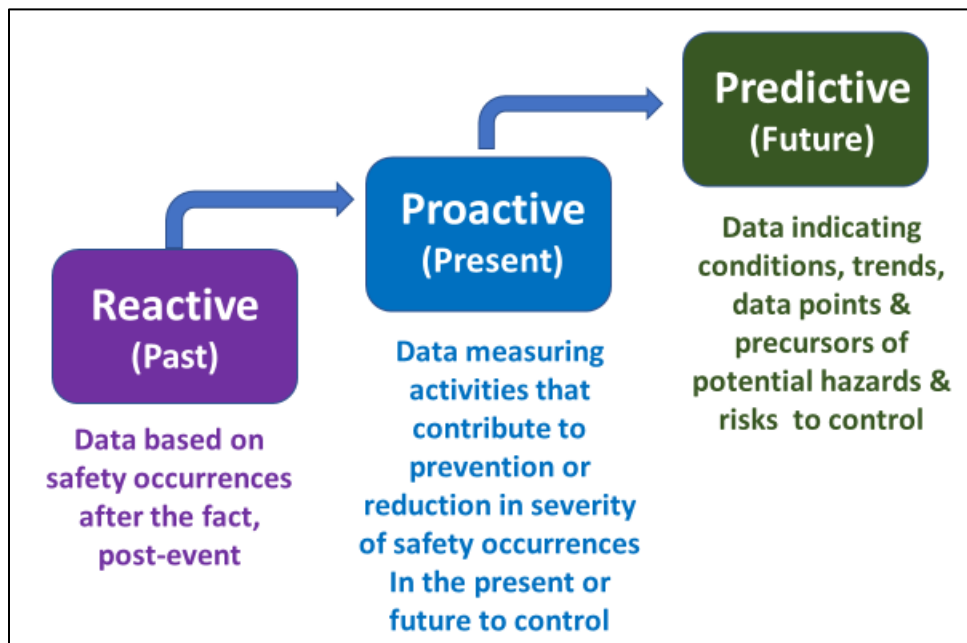 Reactive
(Past)
Data based on
safety occurrences
after the fact,
post-event
Proactive
(Present)
Data measuring
activities that
contribute to
prevention or
reduction in severity
of safety occurrences
In the present or
future to control
Predictive
(Future)
Data indicating
conditions, trends,
data points &
precursors of
potential hazards &
risks to control